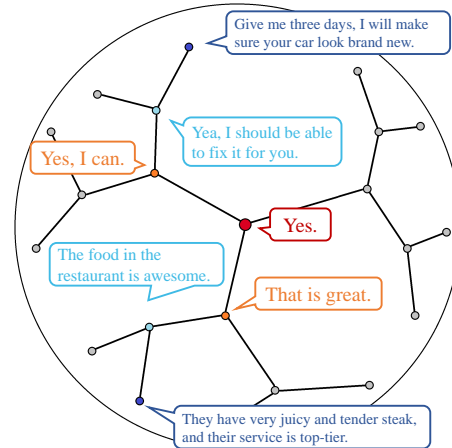 Give me three days, I will make
sure your car look brand new.
Yea, I should be able
to fix it for you.
Yes, I can.
Yes.
The food in the
restaurant is awesome.
That is great.
They have very juicy and tender steak,
and their service is top-tier.